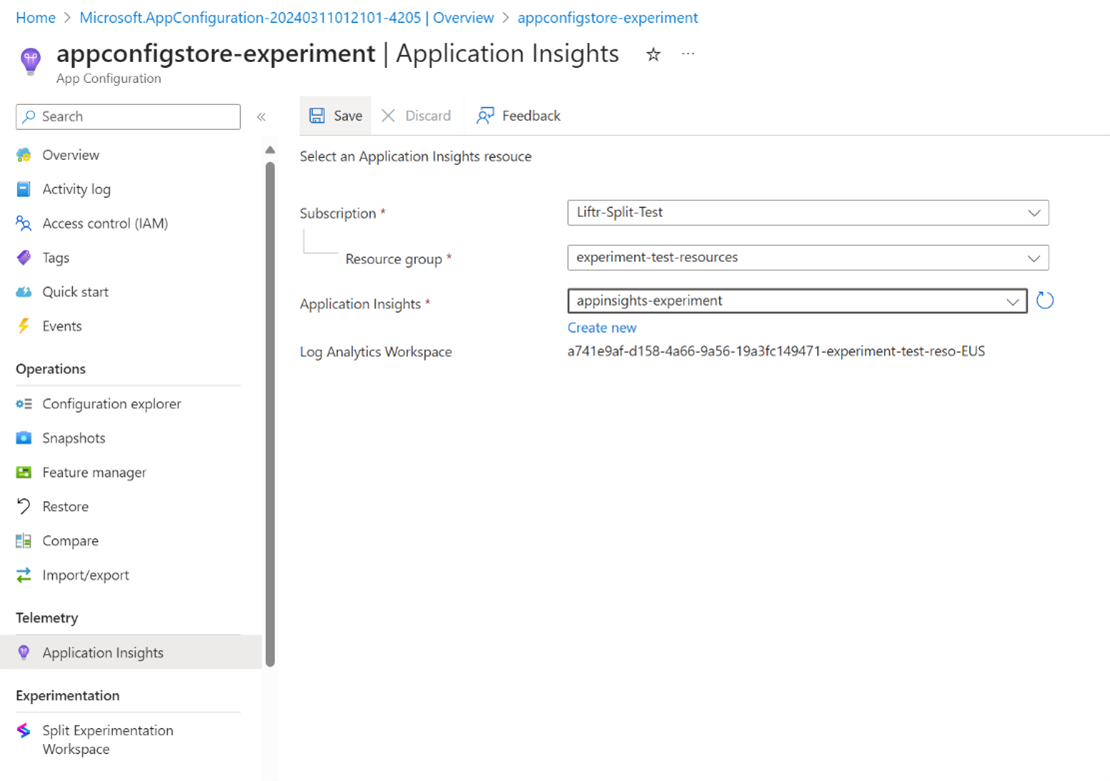 Home > Microsoft.AppConfiguration-20240311012101-4205 | Overview > appconfigstore-experiment
appconfigstore-experiment | Application Insights
App Configuration
Search
Save
Discard
Feedback
Overview
Activity log
Access control (IAM)
Tags
Quick start
Events
Operations
Configuration explorer
Snapshots
Feature manager
Restore
Compare
Import/export
Telemetry
Application Insights
Experimentation
Split Experimentation
Workspace
Select an Application Insights resouce
Subscription *
Liftr-Split-Test
Resource group *
experiment-test-resources
Application Insights *
appinsights-experiment
Create new
Log Analytics Workspace
a741e9af-d158-4a66-9a56-19a3fc149471-experiment-test-reso-EUS